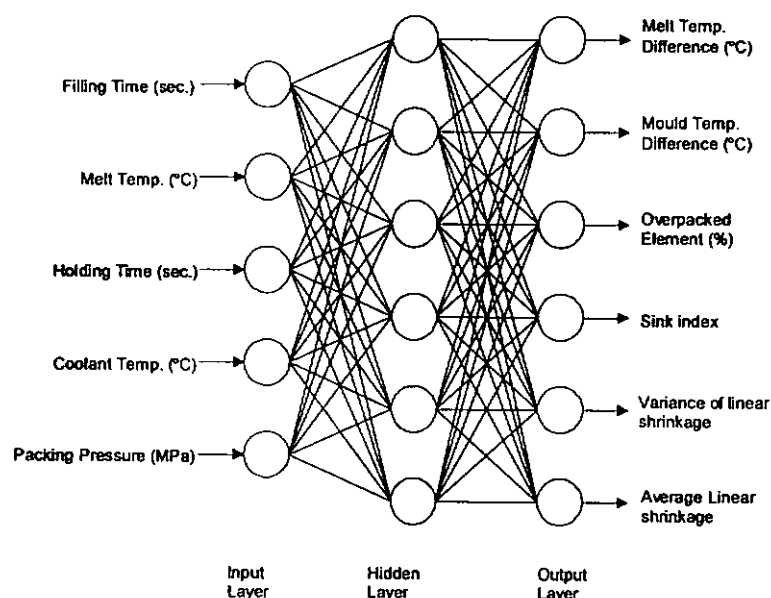 Filling Time (sec.)
Melt Temp. (°C)
Holding Time (sec.)
Coolant Temp. (°C)
Packing Pressure (MPa)
Melt Temp.
Difference (°C)
Mould Temp.
Difference (°C)
Overpacked
Element (%)
Sink index
Variance of linear
shrinkage
Average Linear
shrinkage
Input
Layer
Hidden
Layer
Output
Layer